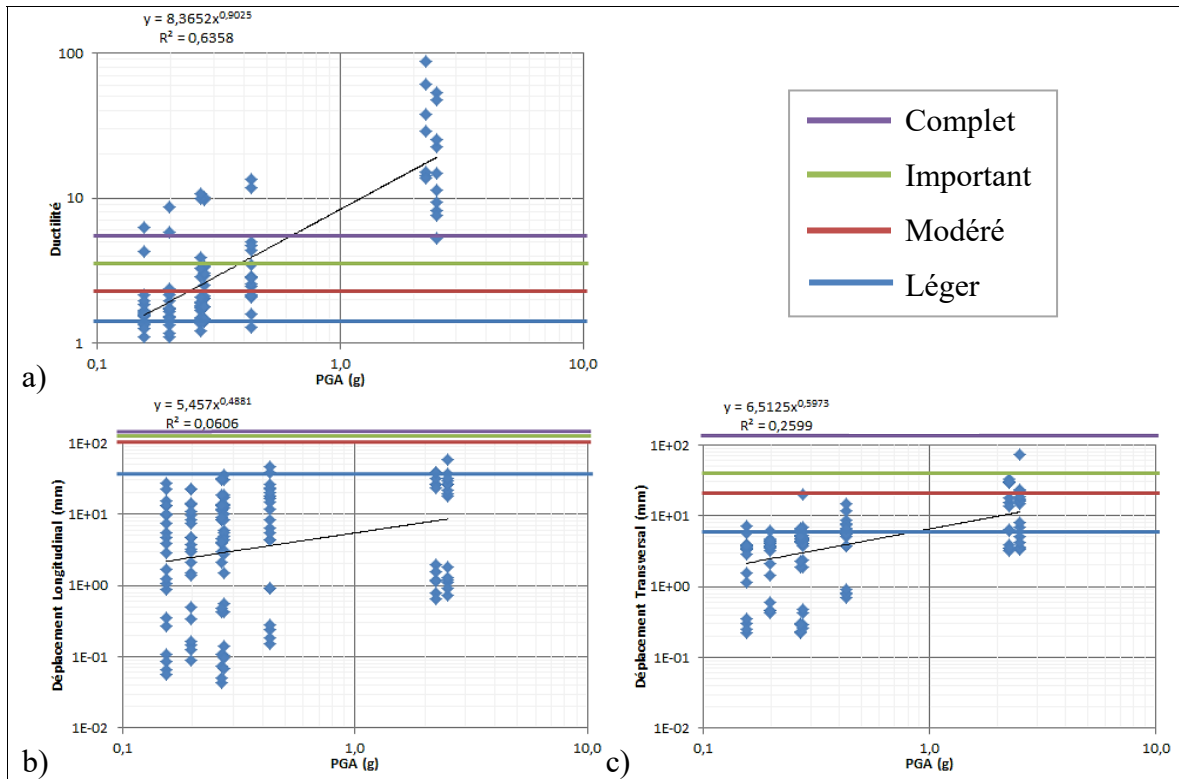 y = 8,3652x^0,9025
R² = 0,6358
100
10
1
Ductilité
0,1
1,0
10,0
PGA (g)
a)
Complet
Important
Modéré
Léger
y = 5,457x^0,4881
R² = 0,0606
1E+02
1E+01
1E+00
1E-01
1E-02
Déplacement Longitudinal (mm)
0,1
1,0
10,0
PGA (g)
b)
y = 6,5125x^0,5973
R² = 0,2599
1E+02
1E+01
1E+00
1E-01
1E-02
Déplacement Transversal (mm)
0,1
1,0
10,0
PGA (g)
c)